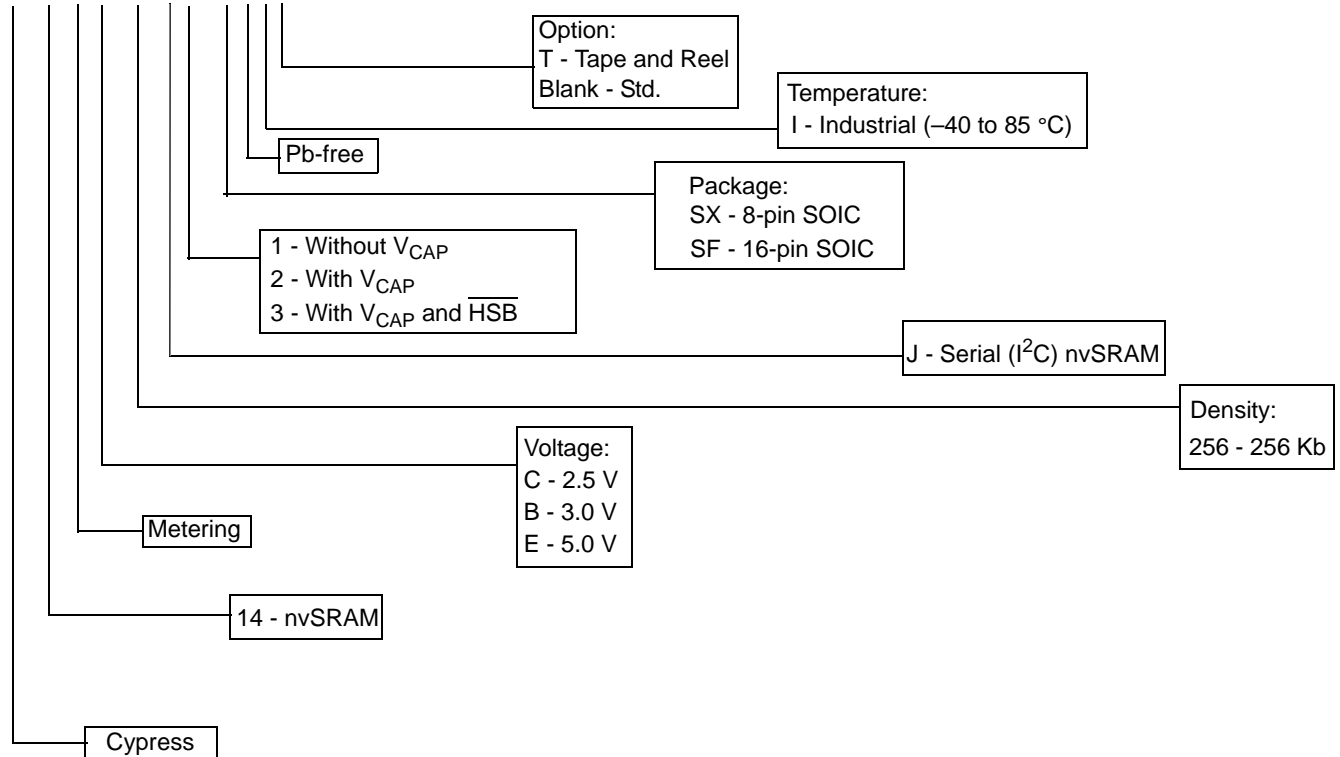 Option:
T - Tape and Reel
Blank - Std.
Temperature:
I - Industrial (–40 to 85 °C)
Pb-free
Package:
SX - 8-pin SOIC
SF - 16-pin SOIC
1 - Without VCAP
2 - With VCAP
3 - With VCAP and HSB
J - Serial (I2C) nvSRAM
Density:
256 - 256 Kb
Voltage:
C - 2.5 V
B - 3.0 V
E - 5.0 V
Metering
14 - nvSRAM
Cypress